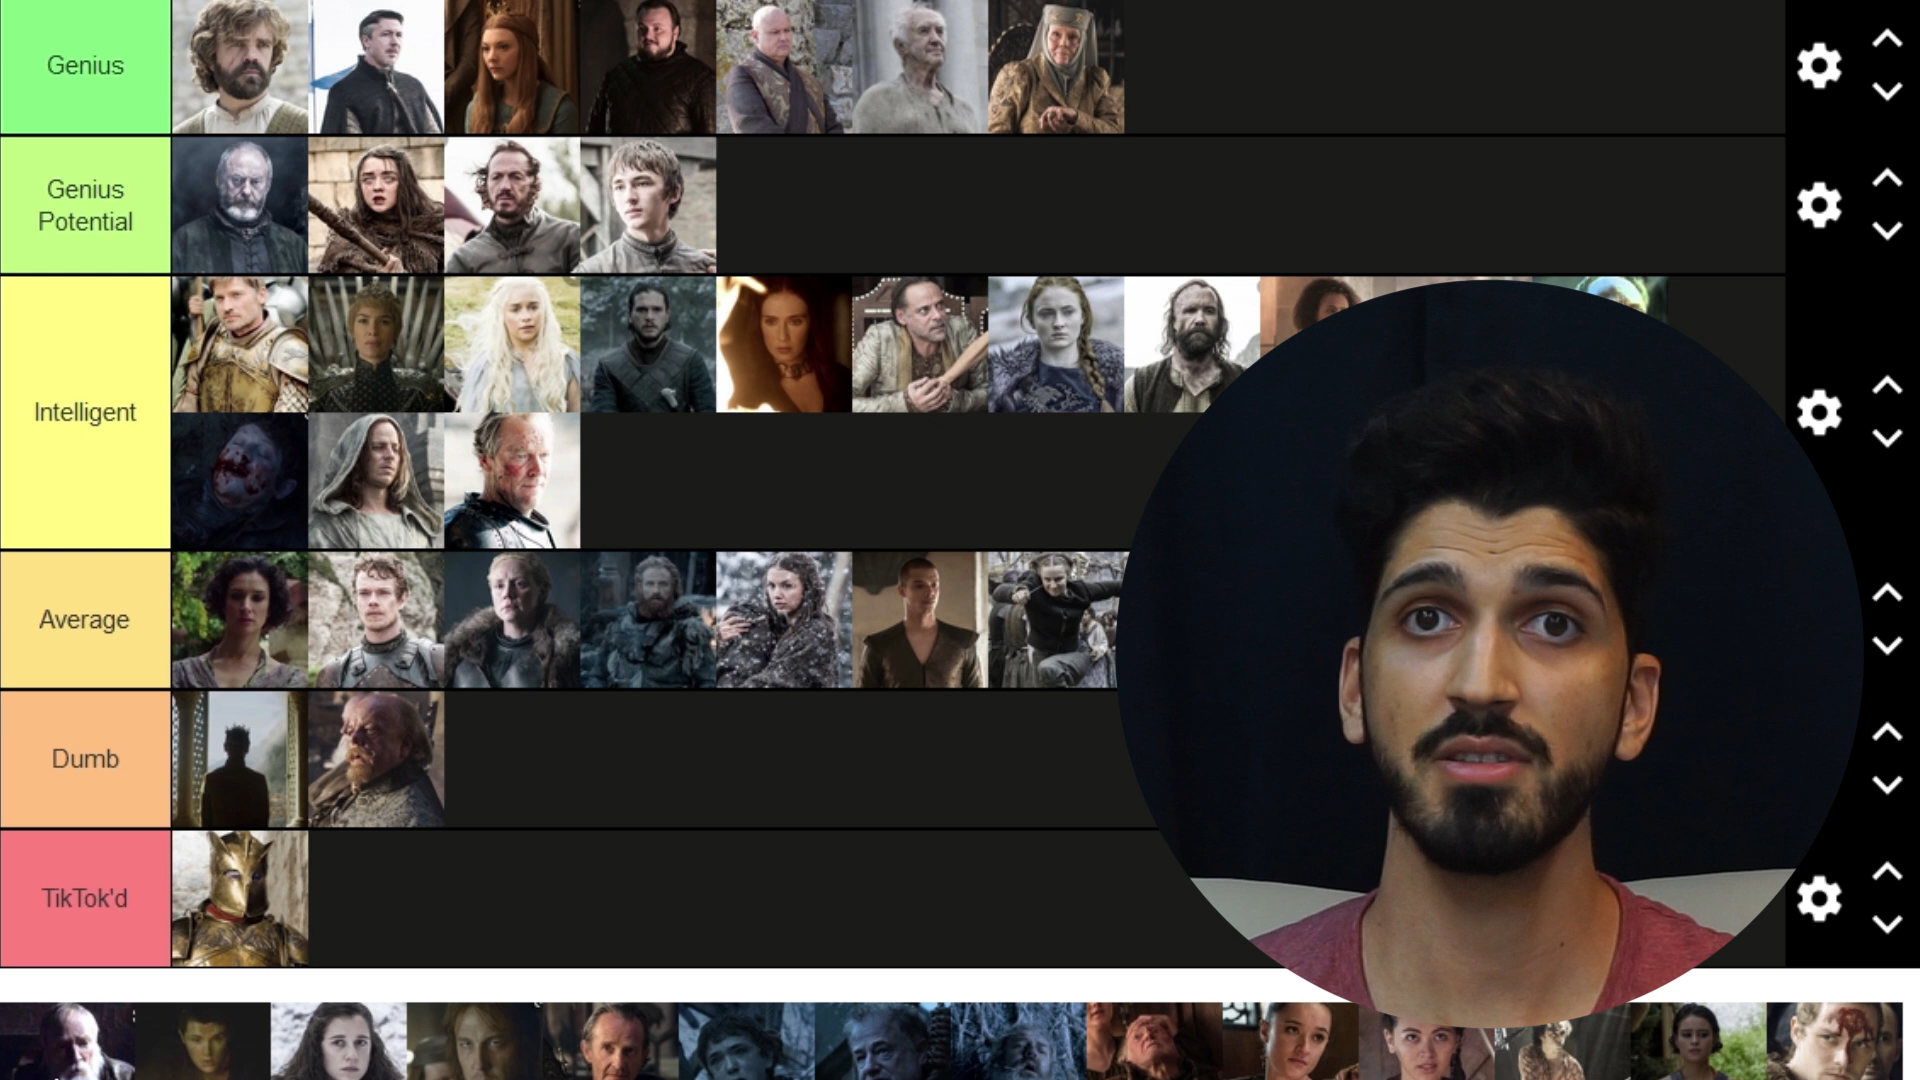 Genius
Genius
Potential
Intelligent
Average
Dumb
TikTok'd